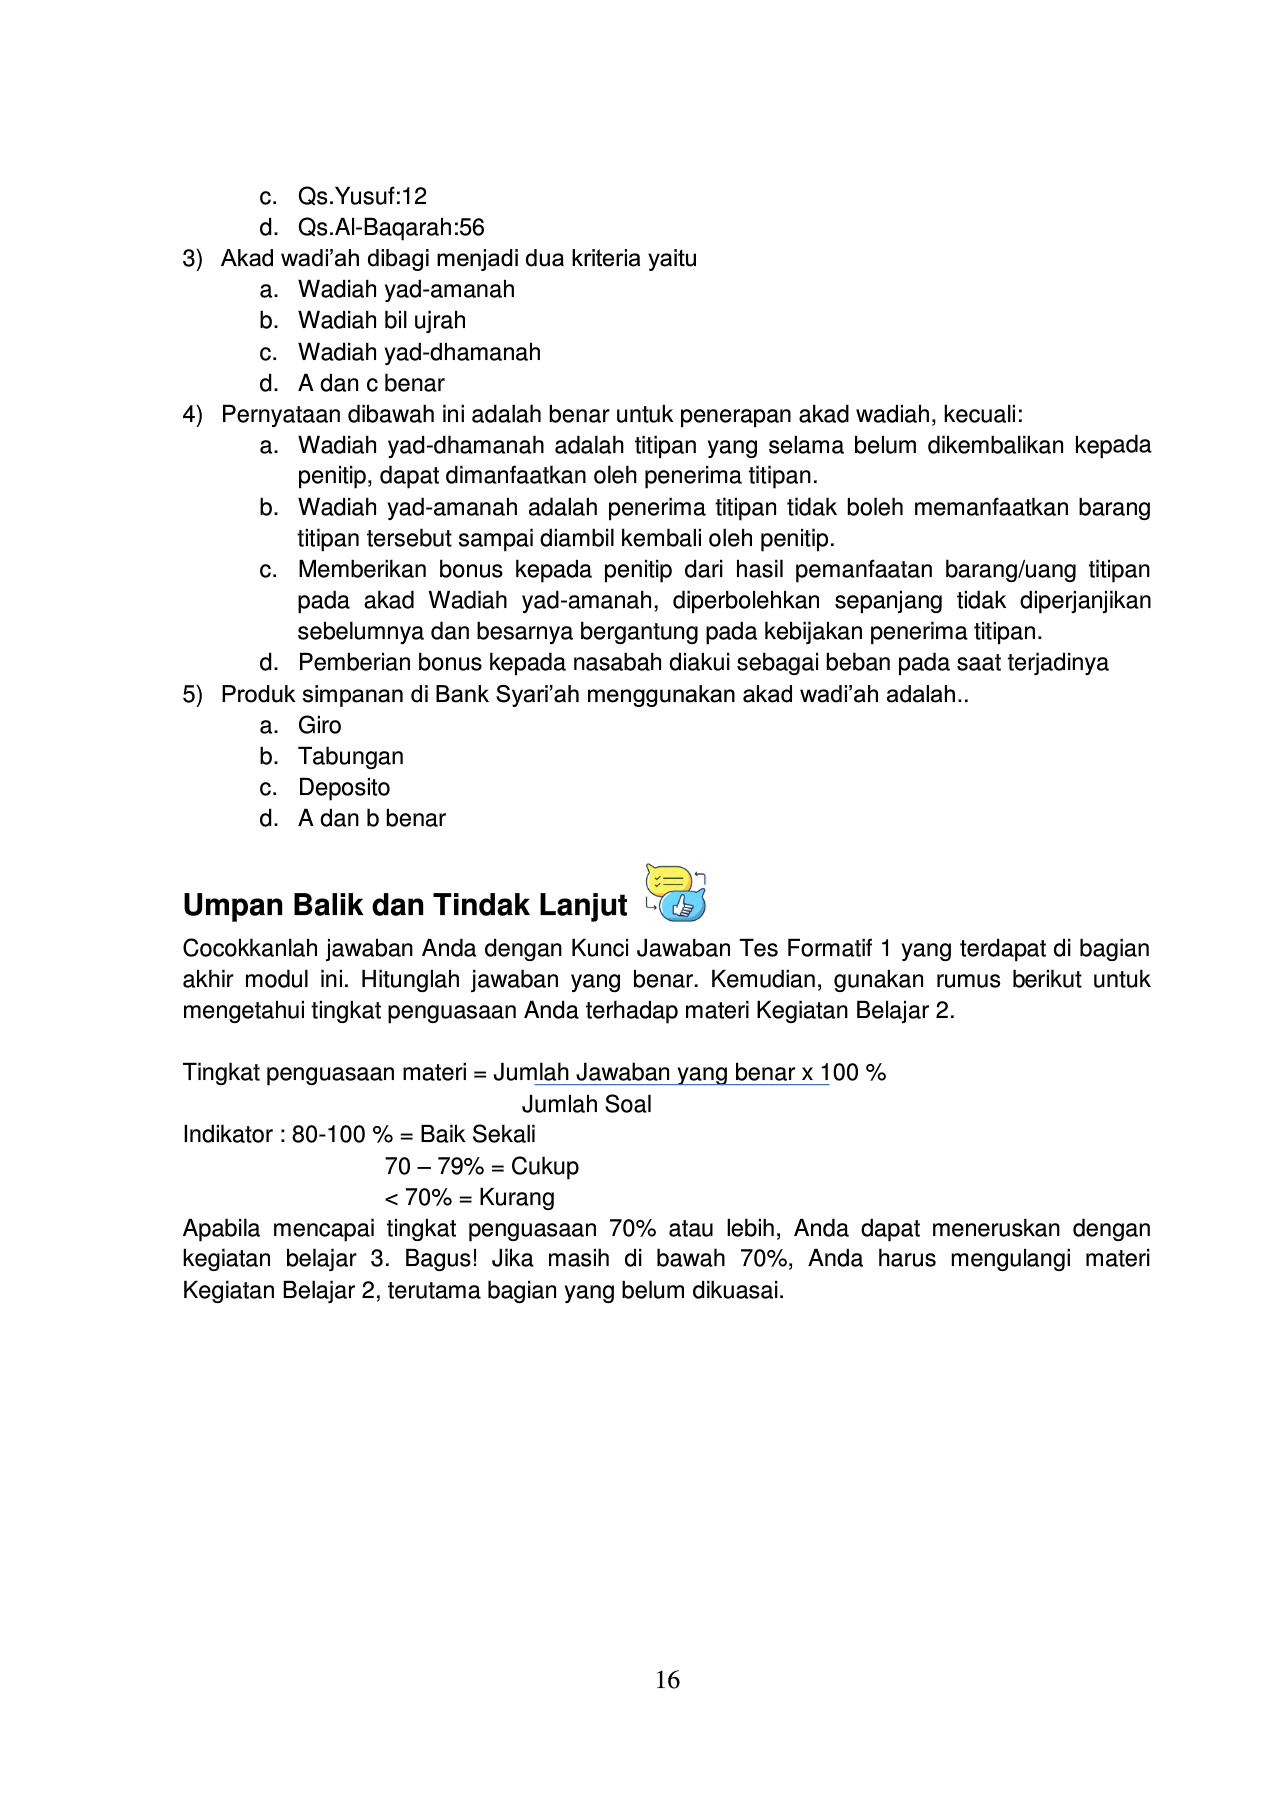 c. Qs.Yusuf:12
d. Qs.Al-Baqarah:56
3) Akad wadi’ah dibagi menjadi dua kriteria yaitu
a. Wadiah yad-amanah
b. Wadiah bil ujrah
c. Wadiah yad-dhamanah
d. A dan c benar
4) Pernyataan dibawah ini adalah benar untuk penerapan akad wadiah, kecuali:
a. Wadiah yad-dhamanah adalah titipan yang selama belum dikembalikan kepada
penitip, dapat dimanfaatkan oleh penerima titipan.
b. Wadiah yad-amanah adalah penerima titipan tidak boleh memanfaatkan barang
titipan tersebut sampai diambil kembali oleh penitip.
c. Memberikan bonus kepada penitip dari hasil pemanfaatan barang/uang titipan
pada akad Wadiah yad-amanah, diperbolehkan sepanjang tidak diperjanjikan
sebelumnya dan besarnya bergantung pada kebijakan penerima titipan.
d. Pemberian bonus kepada nasabah diakui sebagai beban pada saat terjadinya
5) Produk simpanan di Bank Syari’ah menggunakan akad wadi’ah adalah..
a. Giro
b. Tabungan
c. Deposito
d. A dan b benar
Umpan Balik dan Tindak Lanjut
Cocokkanlah jawaban Anda dengan Kunci Jawaban Tes Formatif 1 yang terdapat di bagian
akhir modul ini. Hitunglah jawaban yang benar. Kemudian, gunakan rumus berikut untuk
mengetahui tingkat penguasaan Anda terhadap materi Kegiatan Belajar 2.
Tingkat penguasaan materi = Jumlah Jawaban yang benar x 100 %
Jumlah Soal
Indikator : 80-100 % = Baik Sekali
70 – 79% = Cukup
< 70% = Kurang
Apabila mencapai tingkat penguasaan 70% atau lebih, Anda dapat meneruskan dengan
kegiatan belajar 3. Bagus! Jika masih di bawah 70%, Anda harus mengulangi materi
Kegiatan Belajar 2, terutama bagian yang belum dikuasai.
16